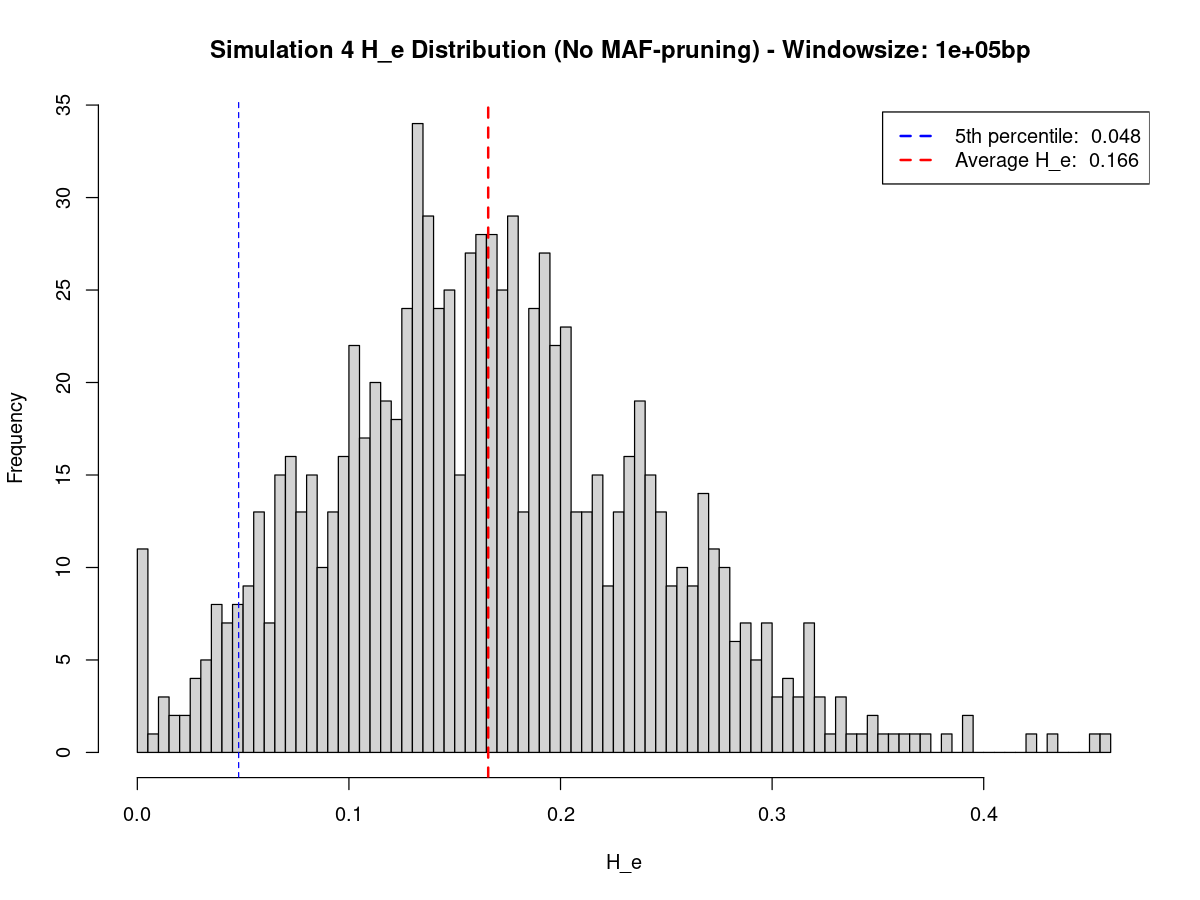 Simulation 4 H_e Distribution (No MAF-pruning) - Windowsize: 1e+05bp
5th percentile: 0.048
Average H_e: 0.166
Frequency
35
30
25
20
15
10
5
0
0.0 0.1 0.2 0.3 0.4
H_e